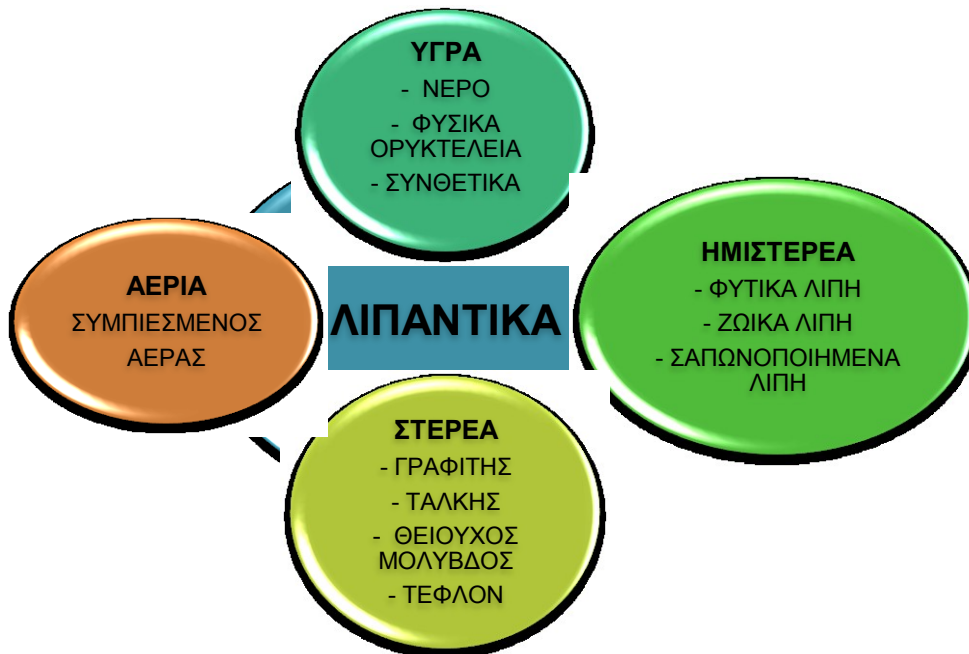 ΥΓΡΑ
- ΝΕΡΟ
- ΦΥΣΙΚΑ
ΟΡΥΚΤΕΛΕΙΑ
- ΣΥΝΘΕΤΙΚΑ
ΑΕΡΙΑ
ΣΥΜΠΙΕΣΜΕΝΟΣ
ΑΕΡΑΣ
ΛΙΠΑΝΤΙΚΑ
ΗΜΙΣΤΕΡΕΑ
- ΦΥΤΙΚΑ ΛΙΠΗ
- ΖΩΙΚΑ ΛΙΠΗ
- ΣΑΠΩΝΟΠΟΙΗΜΕΝΑ
ΛΙΠΗ
ΣΤΕΡΕΑ
- ΓΡΑΦΙΤΗΣ
- ΤΑΛΚΗΣ
- ΘΕΙΟΥΧΟΣ
ΜΟΛΥΒΔΟΣ
- ΤΕΦΛΟΝ